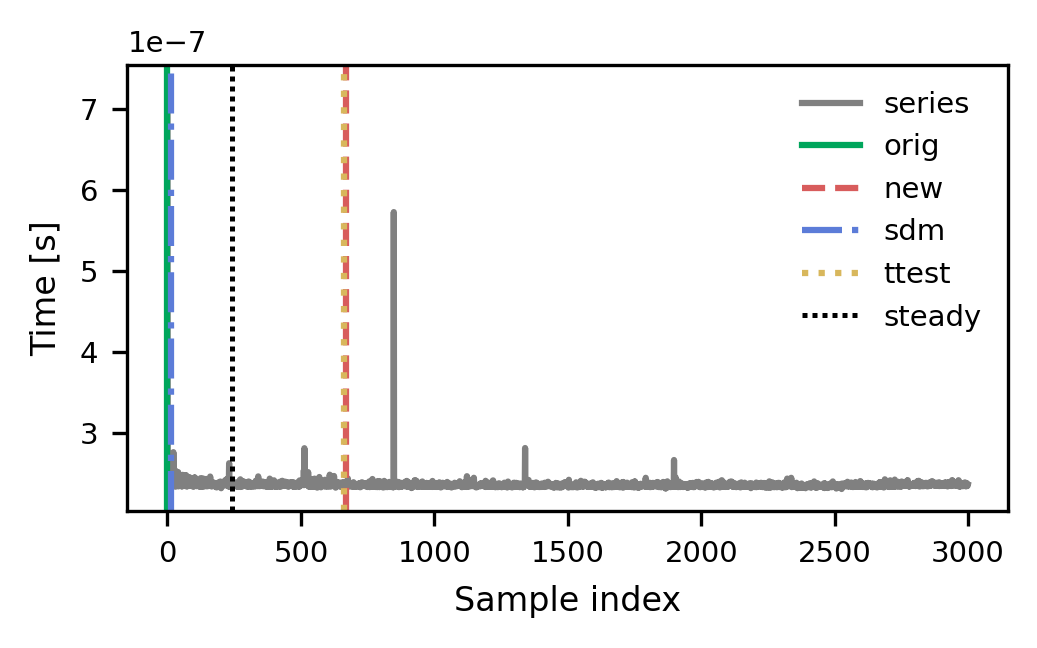 1e−7
Time [s]
7
6
5
4
3
series
orig
new
sdm
ttest
steady
0 500 1000 1500 2000 2500 3000
Sample index